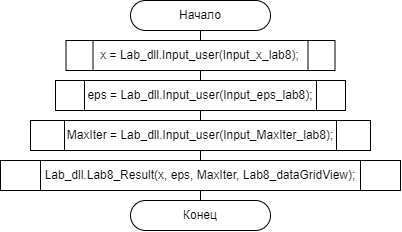 Начало
x = Lab_dll.Input_user(Input_x_lab8);
eps = Lab_dll.Input_user(Input_eps_lab8);
MaxIter = Lab_dll.Input_user(Input_MaxIter_lab8);
Lab_dll.Lab8_Result(x, eps, MaxIter, Lab8_dataGridView);
Конец